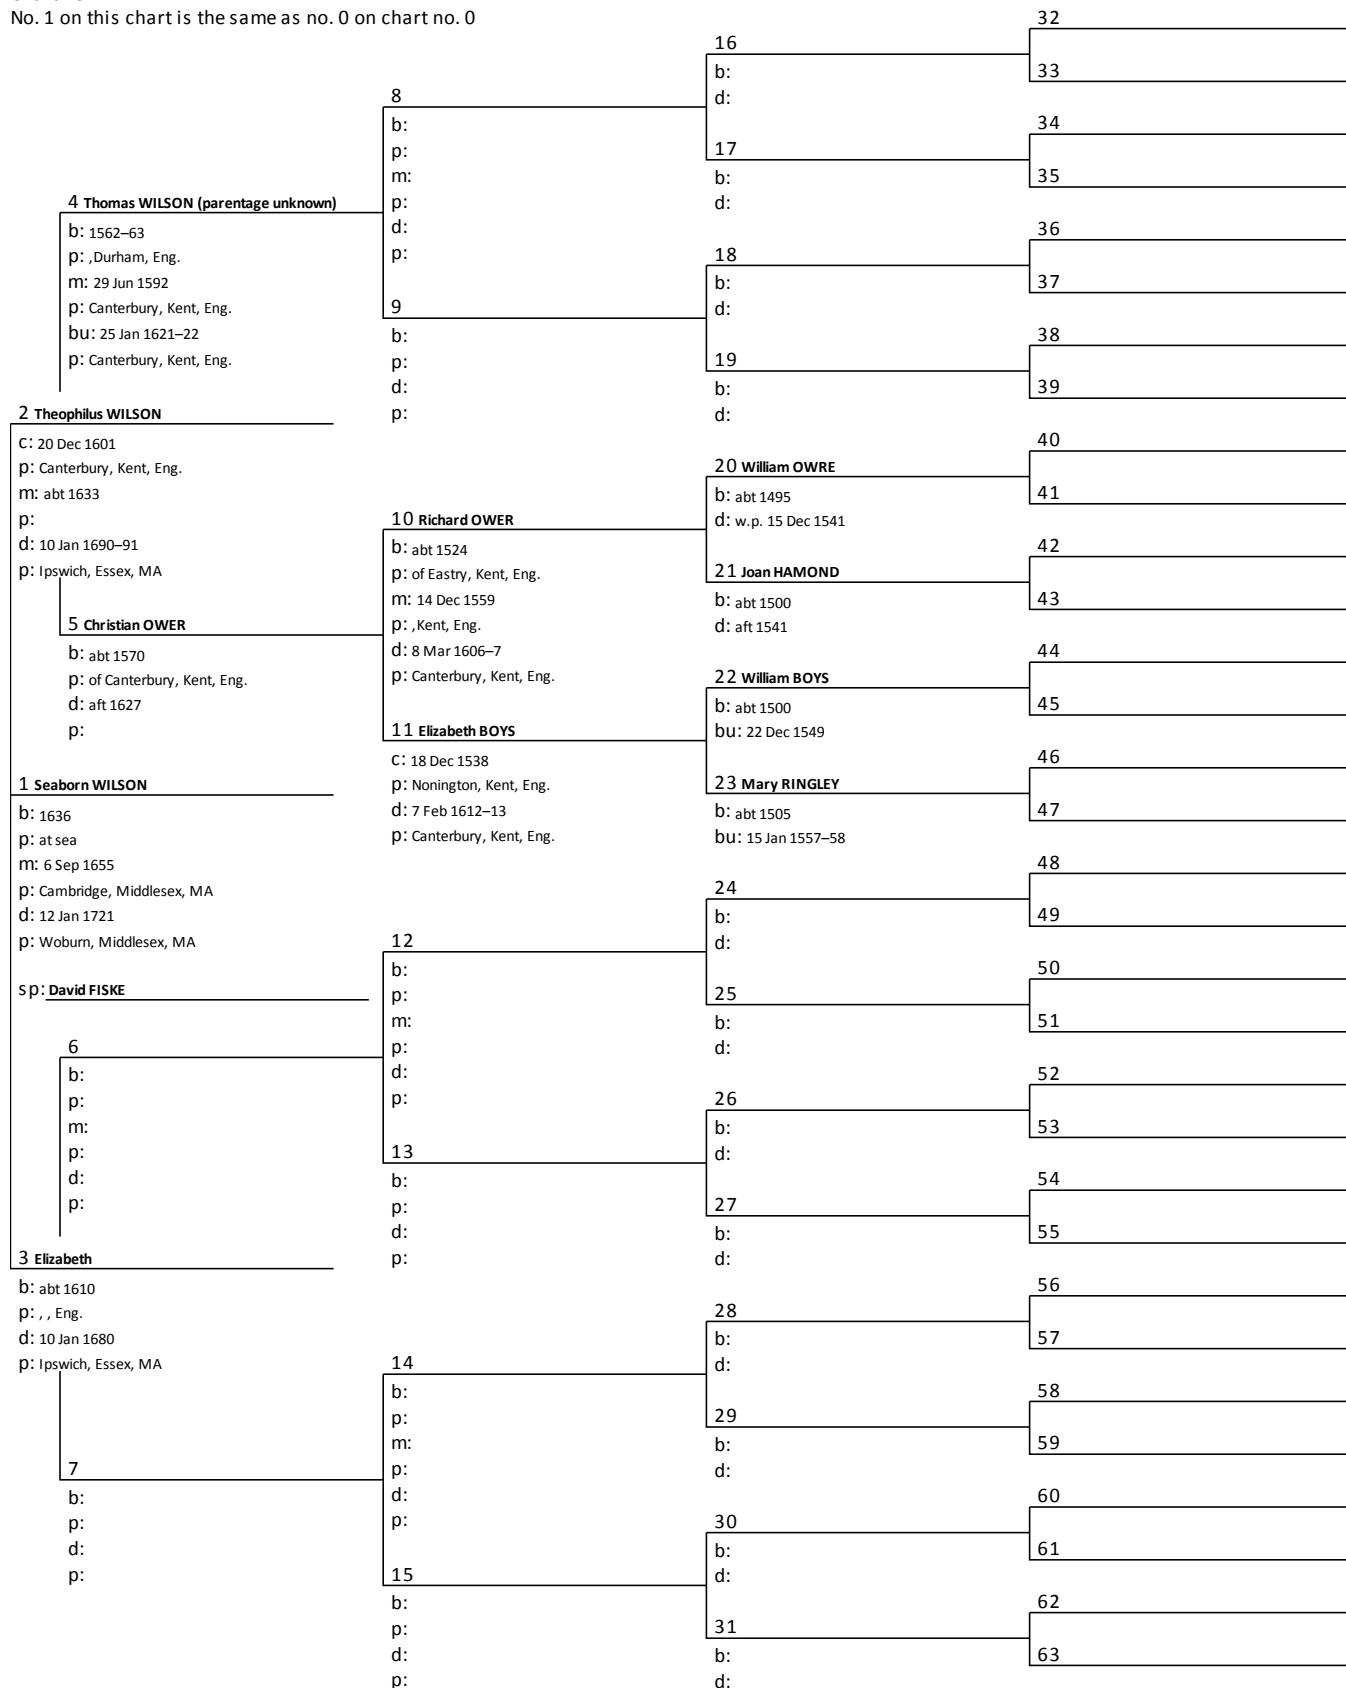 No. 1 on this chart is the same as no. 0 on chart no. 0
4 Thomas WILSON (parentage unknown)
b: 1562–63
p: ,Durham, Eng.
m: 29 Jun 1592
p: Canterbury, Kent, Eng.
bu: 25 Jan 1621–22
p: Canterbury, Kent, Eng.
2 Theophilus WILSON
c: 20 Dec 1601
p: Canterbury, Kent, Eng.
m: abt 1633
p:
d: 10 Jan 1690–91
p: Ipswich, Essex, MA
5 Christian OWER
b: abt 1570
p: of Canterbury, Kent, Eng.
d: aft 1627
p:
1 Seaborn WILSON
b: 1636
p: at sea
m: 6 Sep 1655
p: Cambridge, Middlesex, MA
d: 12 Jan 1721
p: Woburn, Middlesex, MA
sp: David FISKE
6
b:
p:
m:
p:
d:
p:
3 Elizabeth
b: abt 1610
p: , , Eng.
d: 10 Jan 1680
p: Ipswich, Essex, MA
7
b:
p:
d:
p:
8
b:
p:
m:
p:
d:
p:
9
b:
p:
d:
p:
10 Richard OWER
b: abt 1524
p: of Eastry, Kent, Eng.
m: 14 Dec 1559
p: ,Kent, Eng.
d: 8 Mar 1606–7
p: Canterbury, Kent, Eng.
11 Elizabeth BOYS
c: 18 Dec 1538
p: Nonington, Kent, Eng.
d: 7 Feb 1612–13
p: Canterbury, Kent, Eng.
12
b:
p:
m:
p:
d:
p:
13
b:
p:
d:
p:
14
b:
p:
m:
p:
d:
p:
15
b:
p:
d:
p:
16
b:
d:
17
b:
d:
18
b:
d:
19
b:
d:
20 William OWRE
b: abt 1495
d: w.p. 15 Dec 1541
21 Joan HAMOND
b: abt 1500
d: aft 1541
22 William BOYS
b: abt 1500
bu: 22 Dec 1549
23 Mary RINGLEY
b: abt 1505
bu: 15 Jan 1557–58
24
b:
d:
25
b:
d:
26
b:
d:
27
b:
d:
28
b:
d:
29
b:
d:
30
b:
d:
31
b:
d:
32
33
34
35
36
37
38
39
40
41
42
43
44
45
46
47
48
49
50
51
52
53
54
55
56
57
58
59
60
61
62
63